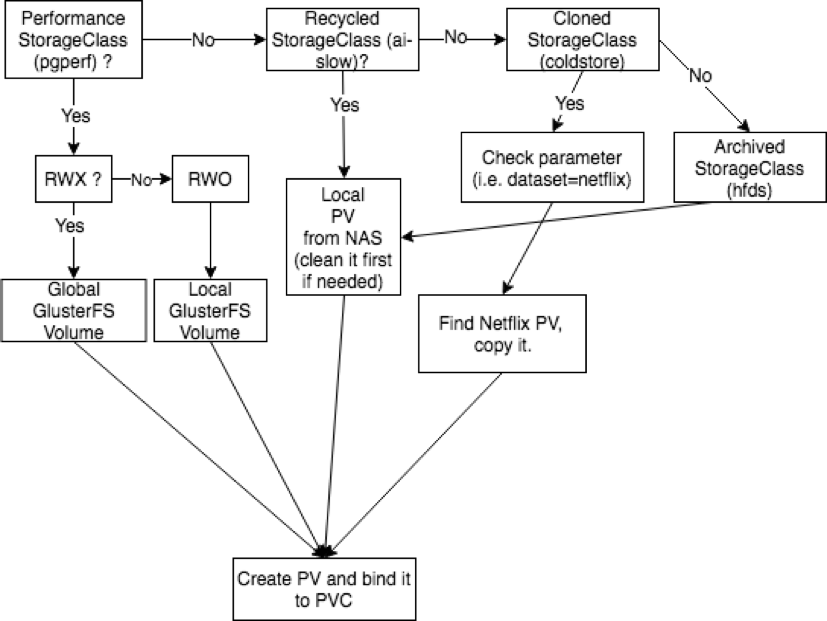 Performance
StorageClass
(pgperf) ?
No
Recycled
StorageClass (ai-
slow)?
No
Cloned
StorageClass
(coldstore)
No
Yes
Yes
Yes
RWX ?
No
RWO
Check parameter
(i.e. dataset=netflix)
Archived
StorageClass
(hfds)
Yes
Local
PV
from NAS
(clean it first
if needed)
Global
GlusterFS
Volume
Local
GlusterFS
Volume
Find Netflix PV,
copy it.
Create PV and bind it
to PVC